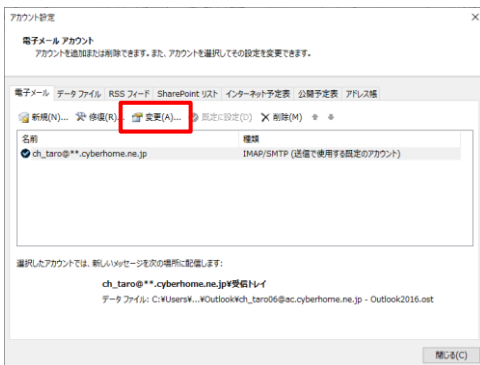 アカウント設定
電子メール アカウント
アカウントを追加または削除できます。また、アカウントを選択してその設定を変更できます。
電子メール データ ファイル RSS フィード SharePoint リスト インターネット予定表 公開予定表 アドレス帳
新規(N)... 修復(R)... 変更(A)... 既定に設定(D) 削除(M)
名前 種類
ch_taro@**.cyberhome.ne.jp IMAP/SMTP (送信で使用する既定のアカウント)
選択したアカウントでは、新しいメッセージを次の場所に配信します:
ch_taro@**.cyberhome.ne.jp¥受信トレイ
データ ファイル: C:¥Users¥...¥Outlook¥ch_taro06@ac.cyberhome.ne.jp - Outlook2016.ost
閉じる(C)